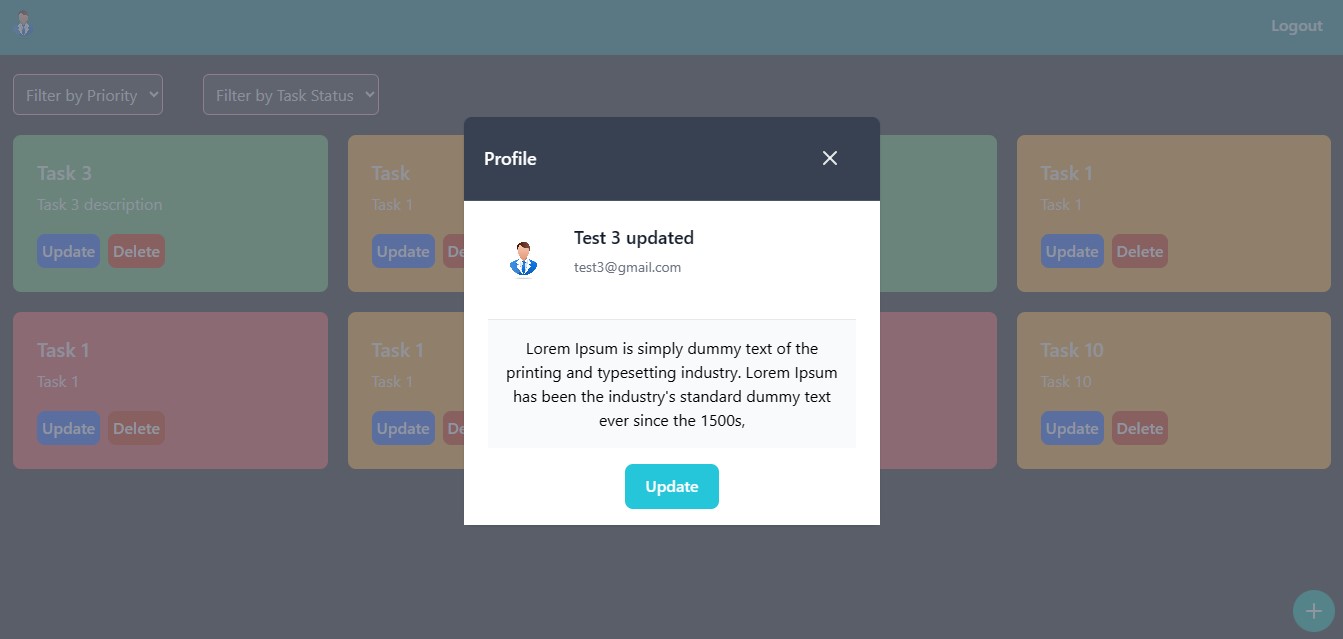 Logout
Filter by Priority
Filter by Task Status
Task 3
Task 3 description
Update Delete
Task
Task 1
Update
Task 1
Task 1
Update Delete
Task 1
Task 1
Update Delete
Task 1
Task 1
Update
Task 10
Task 10
Update Delete
Profile
Test 3 updated
test3@gmail.com
Lorem Ipsum is simply dummy text of the
printing and typesetting industry. Lorem Ipsum
has been the industry's standard dummy text
ever since the 1500s,
Update
+